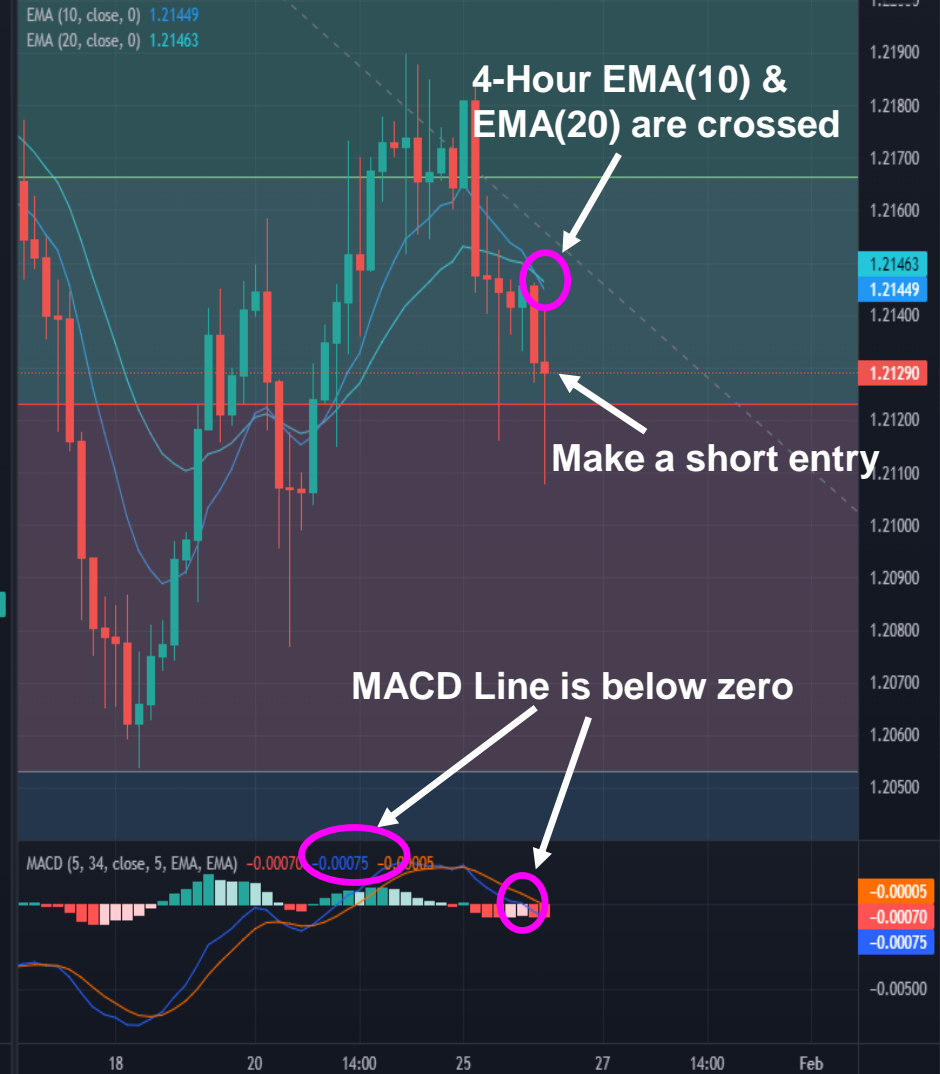 EMA (10, close, 0) 1.21449
EMA (20, close, 0) 1.21463
4-Hour EMA(10) &
EMA(20) are crossed
Make a short entry
MACD Line is below zero
1.21900
1.21800
1.21700
1.21600
1.21463
1.21449
1.21400
1.21290
1.21200
1.21100
1.21000
1.20900
1.20800
1.20700
1.20600
1.20500
MACD (5, 34, close, 5, EMA, EMA) −0.00070 −0.00075 −0.00005
−0.00005
−0.00070
−0.00075
−0.00500
18 20 14:00 25 27 14:00 Feb